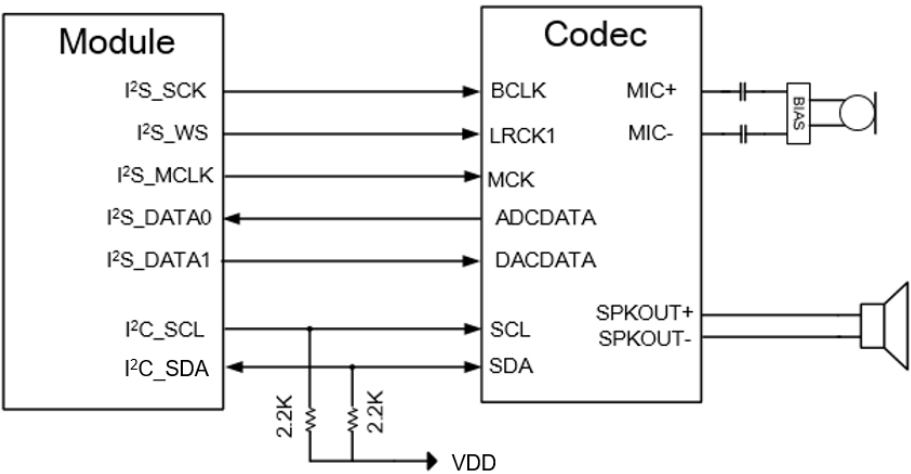 Module
Codec
I²S_SCK
BCLK
MIC+
I²S_WS
LRCK1
MIC-
BIAS
I²S_MCLK
MCK
I²S_DATA0
ADCDATA
I²S_DATA1
DACDATA
SPKOUT+
I²C_SCL
SCL
SPKOUT-
I²C_SDA
SDA
2.2K
2.2K
VDD